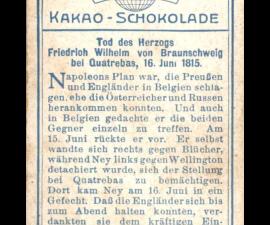 KAKAO - SCHOKOLADE
Tod des Herzogs
Friedrich Wilhelm von Braunschweig
bei Quatrebas, 16. Juni 1815.
Napoleons Plan war, die Preußen
und Engländer in Belgien schla-
gen, ehe die Österreicher und Russen
herankommen konnten. Und auch
in Belgien gedachte er die beiden
Gegner einzeln zu treffen. Am
15. Juni rückte er vor. Er selbst
wandte sich rechts gegen Blücher,
während Ney links gegen Wellington
detachiert wurde, sich der Stellung
bei Quatrebas zu bemächtigen.
Dort kam Ney am 16. Juni in ein
Gefecht. Daß die Engländer sich bis
zum Abend halten konnten, ver-
dankten sie dem kräftigen Ein-